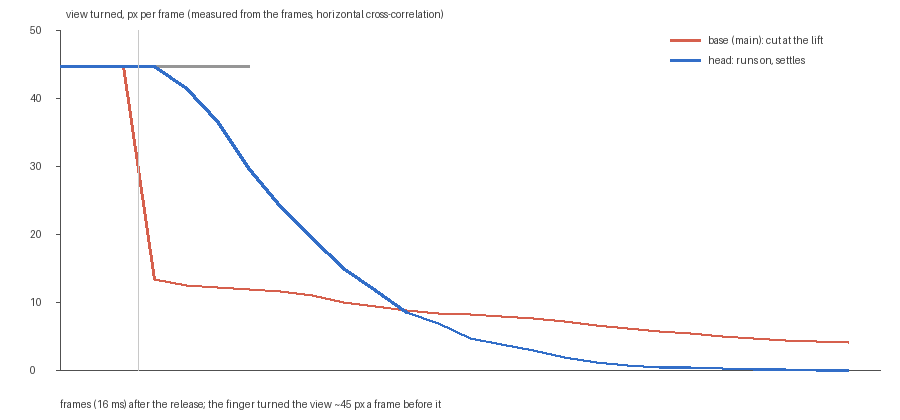 view turned, px per frame (measured from the frames, horizontal cross-correlation)
50
base (main): cut at the lift
head: runs on, settles
40
30
20
10
0
frames (16 ms) after the release; the finger turned the view ~45 px a frame before it